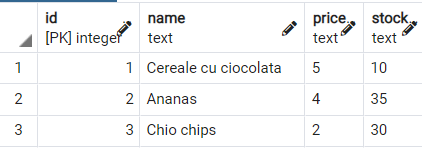 id name price stock
[PK] integer text text text
1 1 Cereale cu ciocolata 5 10
2 2 Ananas 4 35
3 3 Chio chips 2 30